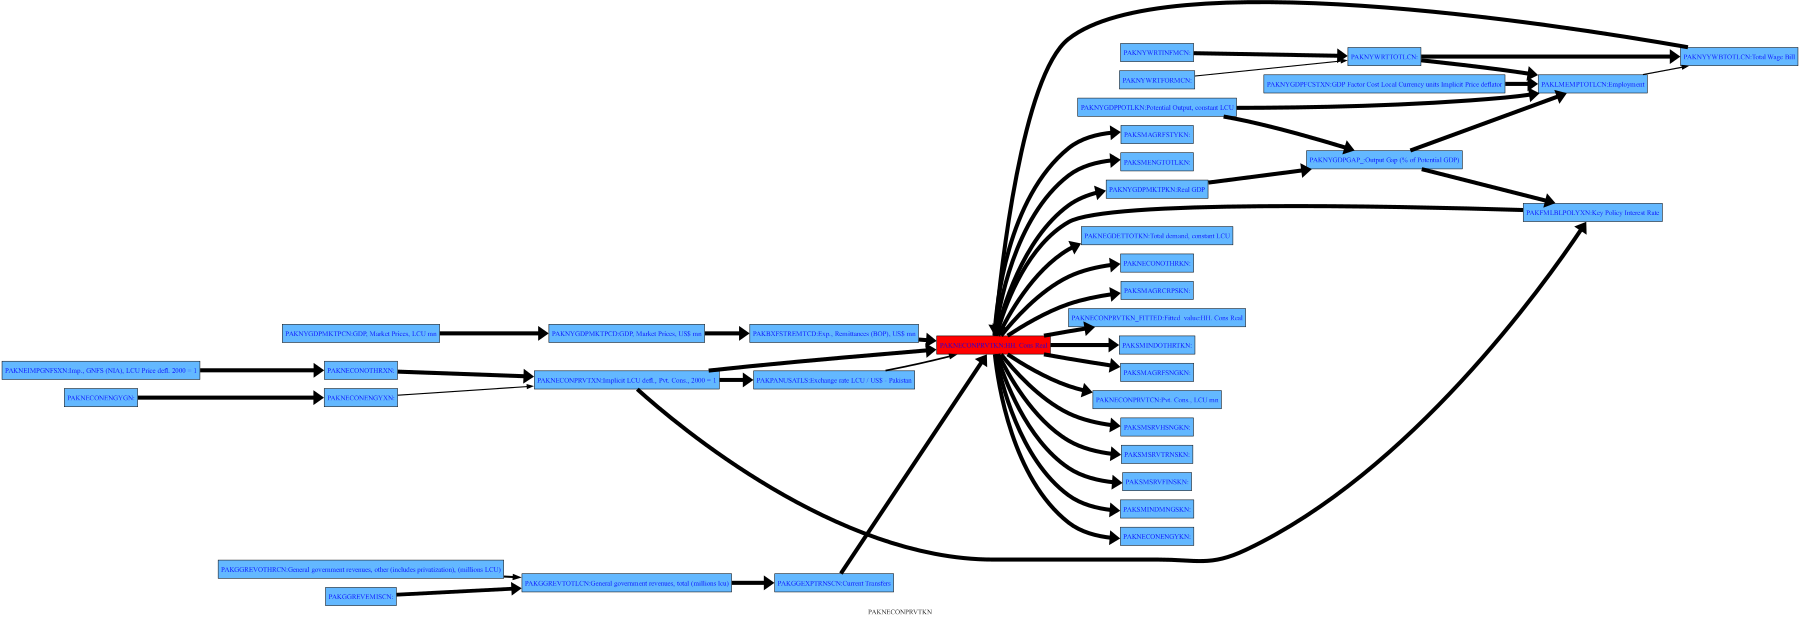 PAKNYWRTINFMCN:
PAKNYWRTTOTLCN:
PAKNYYWBTOTLCN:Total Wage Bill
PAKNYWRTFORMCN:
PAKNYGDPFCSTXN:GDP Factor Cost Local Currency units Implicit Price deflator
PAKLMEMPTOTLCN:Employment
PAKNYGDPPOTLKN:Potential Output, constant LCU
PAKSMAGRFSTYKN:
PAKSMENGTOTLKN:
PAKNYGDPGAP_:Output Gap (% of Potential GDP)
PAKNYGDPMKTPKN:Real GDP
PAKFMLBLPOLYXN:Key Policy Interest Rate
PAKNEGDETTOTKN:Total demand, constant LCU
PAKNECONOTHRKN:
PAKSMAGRCRPSKN:
PAKNECONPRVTKN_FITTED:Fitted value:HH. Cons Real
PAKNYGDPMKTPCN:GDP, Market Prices, LCU mn
PAKNYGDPMKTPCD:GDP, Market Prices, US$ mn
PAKBXFSTREMTCD:Exp., Remittances (BOP), US$ mn
PAKNECONPRVTKN:HH. Cons Real
PAKSMINDOTHRTKN:
PAKNEIMPGNFSXN:Imp., GNFS (NIA), LCU Price defl. 2000 = 1
PAKNECONOTHRXN:
PAKNECONPRVTXN:Implicit LCU defl., Pvt. Cons., 2000 = 1
PAKPANUSATLS:Exchange rate LCU / US$ - Pakistan
PAKSMAGRFSNGKN:
PAKNECONENGYGN:
PAKNECONENGYXN:
PAKNECONPRVTCN:Pvt. Cons., LCU mn
PAKSMSRVHSNGKN:
PAKSMSRVTRNSKN:
PAKSMSRVFINSKN:
PAKSMINDMNGSKN:
PAKNECONENGYKN:
PAKGGREVOTHRCN:General government revenues, other (includes privatization), (millions LCU)
PAKGGREVTOTLCN:General government revenues, total (millions lcu)
PAKGGEXPTRNSCN:Current Transfers
PAKGGREVEMISCN:
PAKNECONPRVTKN